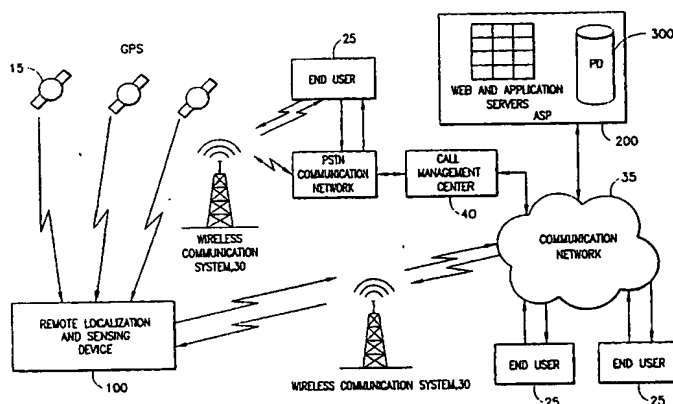 GPS
15
25
END USER
300
PD
WEB AND APPLICATION
SERVERS
ASP
200
PSTN
COMMUNICATION
NETWORK
CALL
MANAGEMENT
CENTER
40
35
WIRELESS
COMMUNICATION
SYSTEM,30
COMMUNICATION
NETWORK
REMOTE LOCALIZATION
AND SENSING
DEVICE
100
WIRELESS COMMUNICATION SYSTEM,30
END USER
25
END USER
25